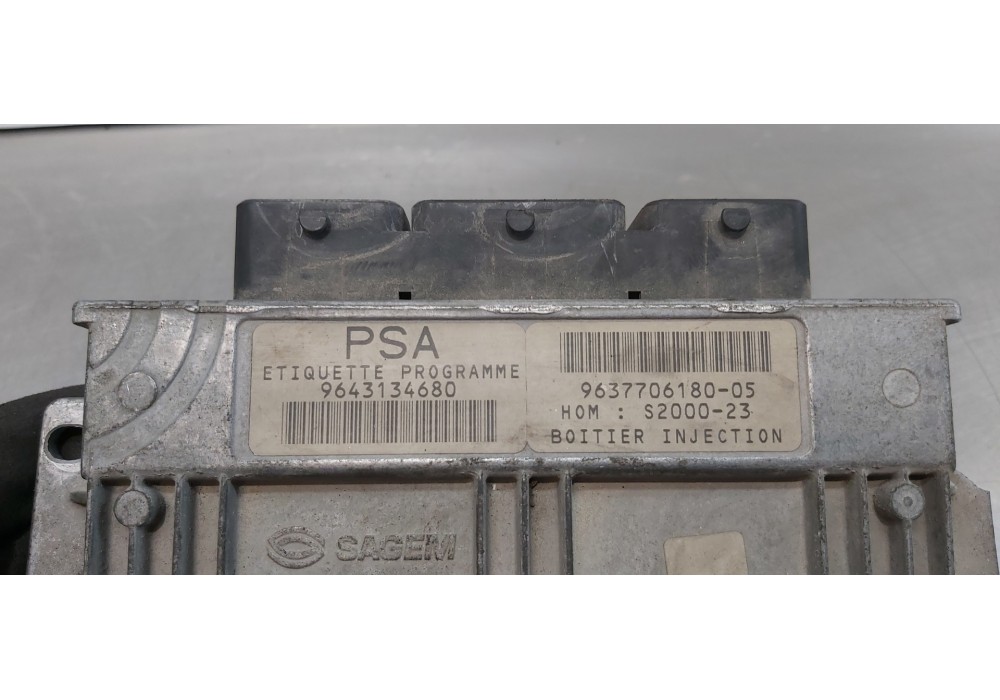 PSA
ETIQUETTE PROGRAMME
9643134680
9637706180-05
HOM : S2000-23
BOITIER INJECTION
SAGEM